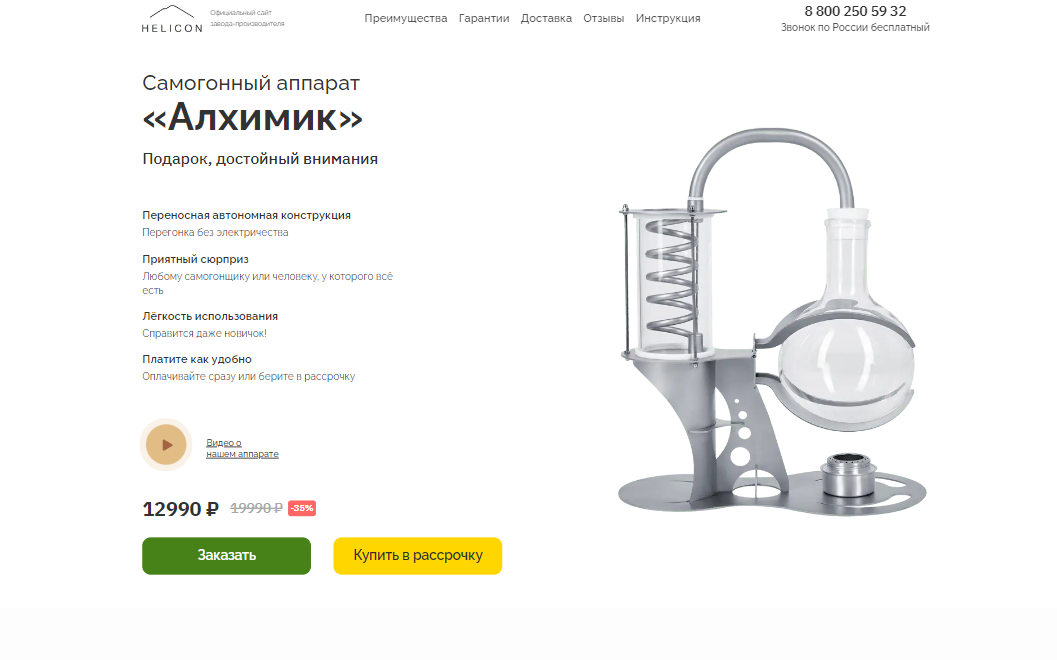 HELICON
Официальный сайт
завода-производителя
Преимущества Гарантии Доставка Отзывы Инструкция
8 800 250 59 32
Звонок по России бесплатный
Самогонный аппарат
«Алхимик»
Подарок, достойный внимания
Переносная автономная конструкция
Перегонка без электричества
Приятный сюрприз
Любому самогонщику или человеку, у которого всё
есть
Лёгкость использования
Справится даже новичок!
Платите как удобно
Оплачивайте сразу или берите в рассрочку
Видео о
нашем аппарате
12990 ₽ 19990 ₽ -35%
Заказать
Купить в рассрочку